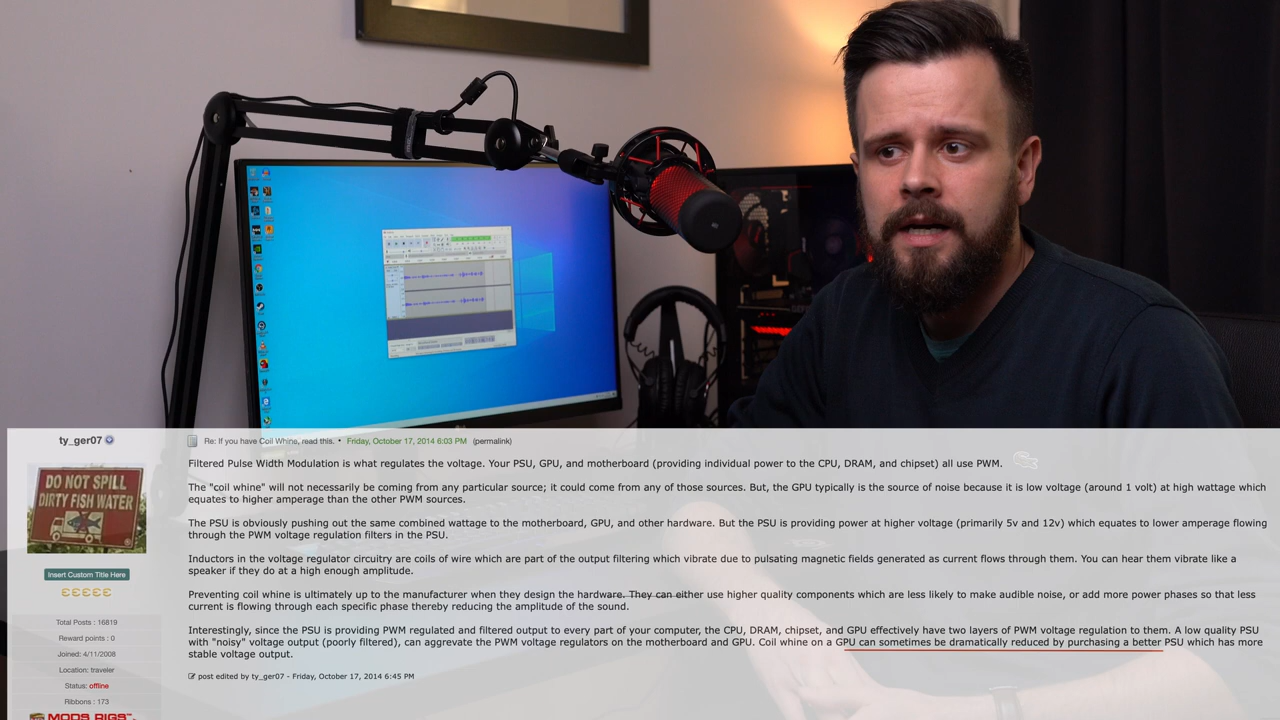 ty_ger07
Re: If you have Coil Whine, read this. • Friday, October 17, 2014 6:03 PM (permalink)
Filtered Pulse Width Modulation is what regulates the voltage. Your PSU, GPU, and motherboard (providing individual power to the CPU, DRAM, and chipset) all use PWM.
The "coil whine" will not necessarily be coming from any particular source; it could come from any of those sources. But, the GPU typically is the source of noise because it is low voltage (around 1 volt) at high wattage which
equates to higher amperage than the other PWM sources.
The PSU is obviously pushing out the same combined wattage to the motherboard, GPU, and other hardware. But the PSU is providing power at higher voltage (primarily 5v and 12v) which equates to lower amperage flowing
through the PWM voltage regulation filters in the PSU.
Inductors in the voltage regulator circuitry are coils of wire which are part of the output filtering which vibrate due to pulsating magnetic fields generated as current flows through them. You can hear them vibrate like a
speaker if they do at a high enough amplitude.
Preventing coil whine is ultimately up to the manufacturer when they design the hardware. They can either use higher quality components which are less likely to make audible noise, or add more power phases so that less
current is flowing through each specific phase thereby reducing the amplitude of the sound.
Interestingly, since the PSU is providing PWM regulated and filtered output to every part of your computer, the CPU, DRAM, chipset, and GPU effectively have two layers of PWM voltage regulation to them. A low quality PSU
with "noisy" voltage output (poorly filtered), can aggrevate the PWM voltage regulators on the motherboard and GPU. Coil whine on a GPU can sometimes be dramatically reduced by purchasing a better PSU which has more
stable voltage output.
post edited by ty_ger07 - Friday, October 17, 2014 6:45 PM
DO NOT SPILL
DIRTY FISH WATER
Insert Custom Title Here
Total Posts : 16819
Reward points : 0
Joined: 4/11/2008
Location: traveler
Status: offline
Ribbons : 173
MODS RIGS